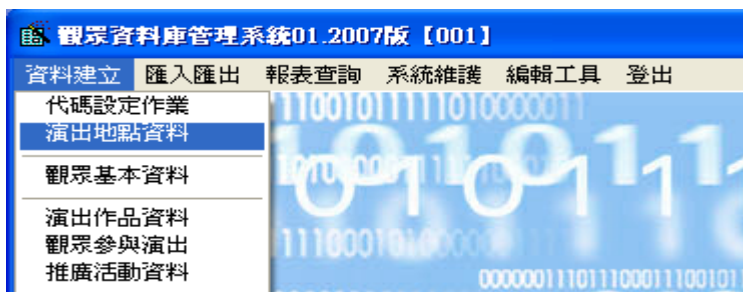 觀眾資料庫管理系統01.2007版【001】
資料建立 匯入匯出 報表查詢 系統維護 編輯工具 登出
代碼設定作業
演出地點資料
觀眾基本資料
演出作品資料
觀眾參與演出
推廣活動資料